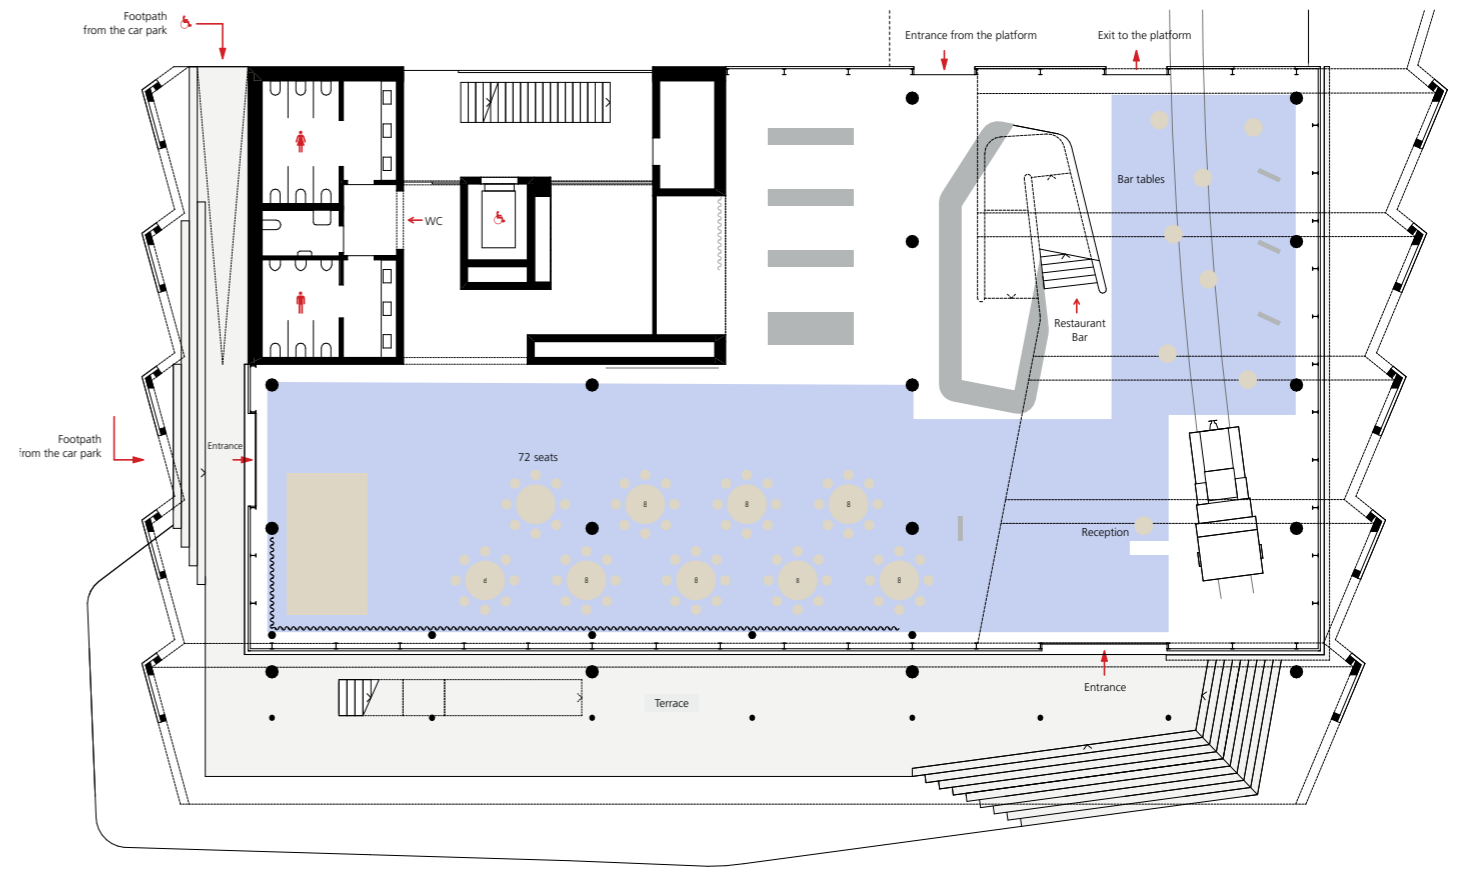 Footpath
from the car park
Entrance from the platform
Exit to the platform
Bar tables
WC
Restaurant
Bar
Footpath
from the car park
Entrance
72 seats
8
8
8
Reception
8
8
8
8
Entrance
Terrace